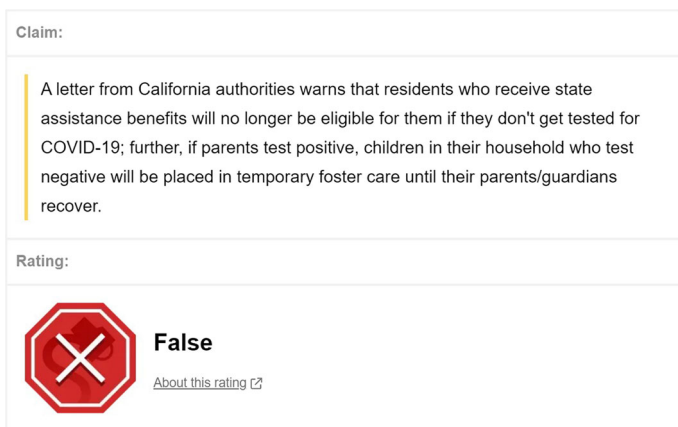 Claim:
A letter from California authorities warns that residents who receive state
assistance benefits will no longer be eligible for them if they don't get tested for
COVID-19; further, if parents test positive, children in their household who test
negative will be placed in temporary foster care until their parents/guardians
recover.
Rating:
False
About this rating